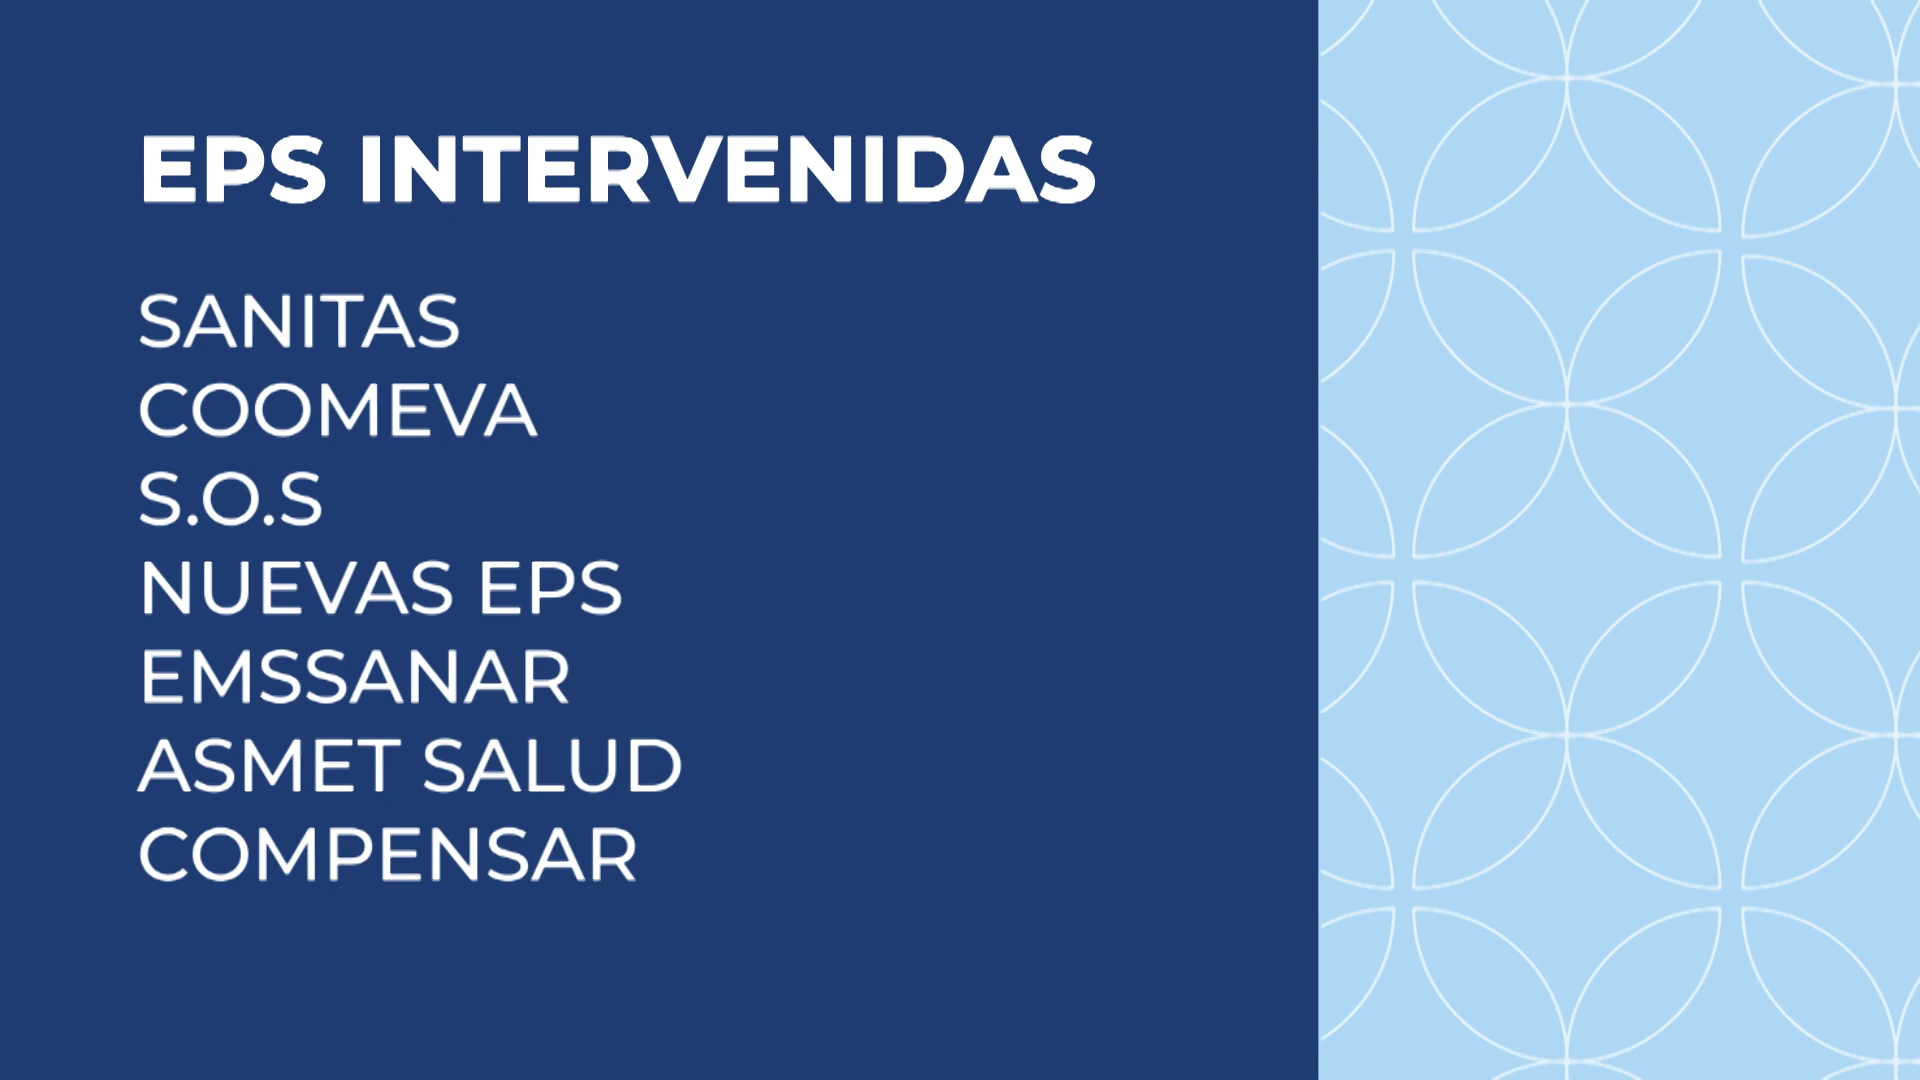 EPS INTERVENIDAS
SANITAS
COOMEVA
S.O.S
NUEVAS EPS
EMSSANAR
ASMET SALUD
COMPENSAR